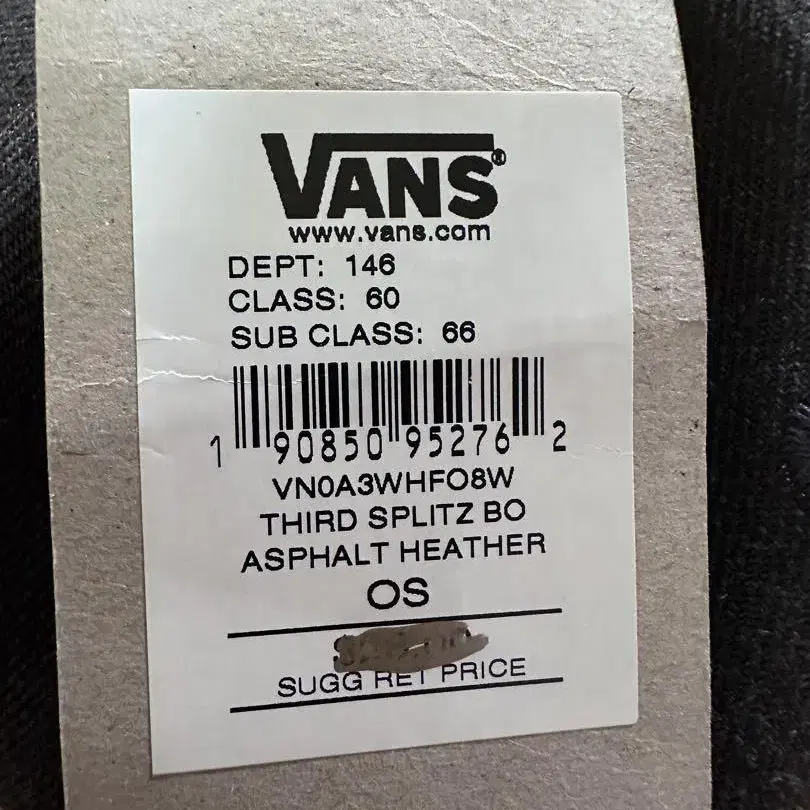 VANS®
www.vans.com
DEPT: 146
CLASS: 60
SUB CLASS: 66
1 90850 95276 2
VN0A3WHFO8W
THIRD SPLITZ BO
ASPHALT HEATHER
OS
SUGG RET PRICE